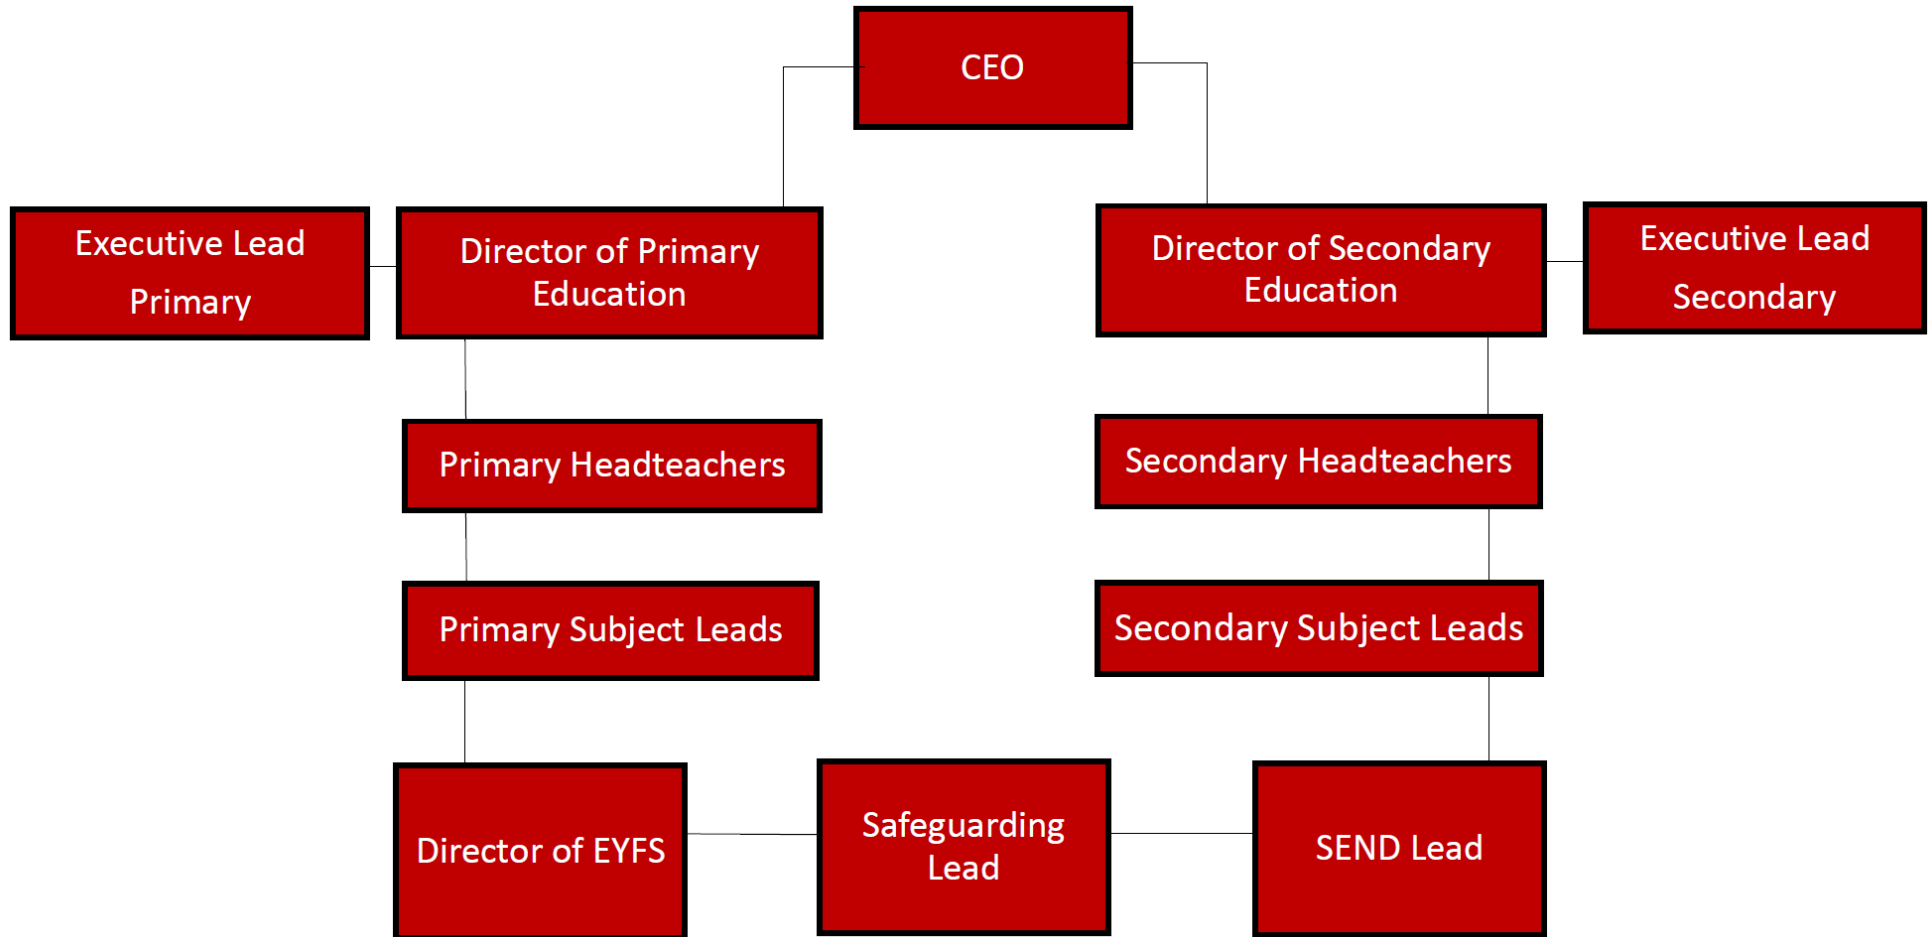 CEO
Executive Lead
Primary
Director of Primary
Education
Director of Secondary
Education
Executive Lead
Secondary
Primary Headteachers
Secondary Headteachers
Primary Subject Leads
Secondary Subject Leads
Director of EYFS
Safeguarding
Lead
SEND Lead